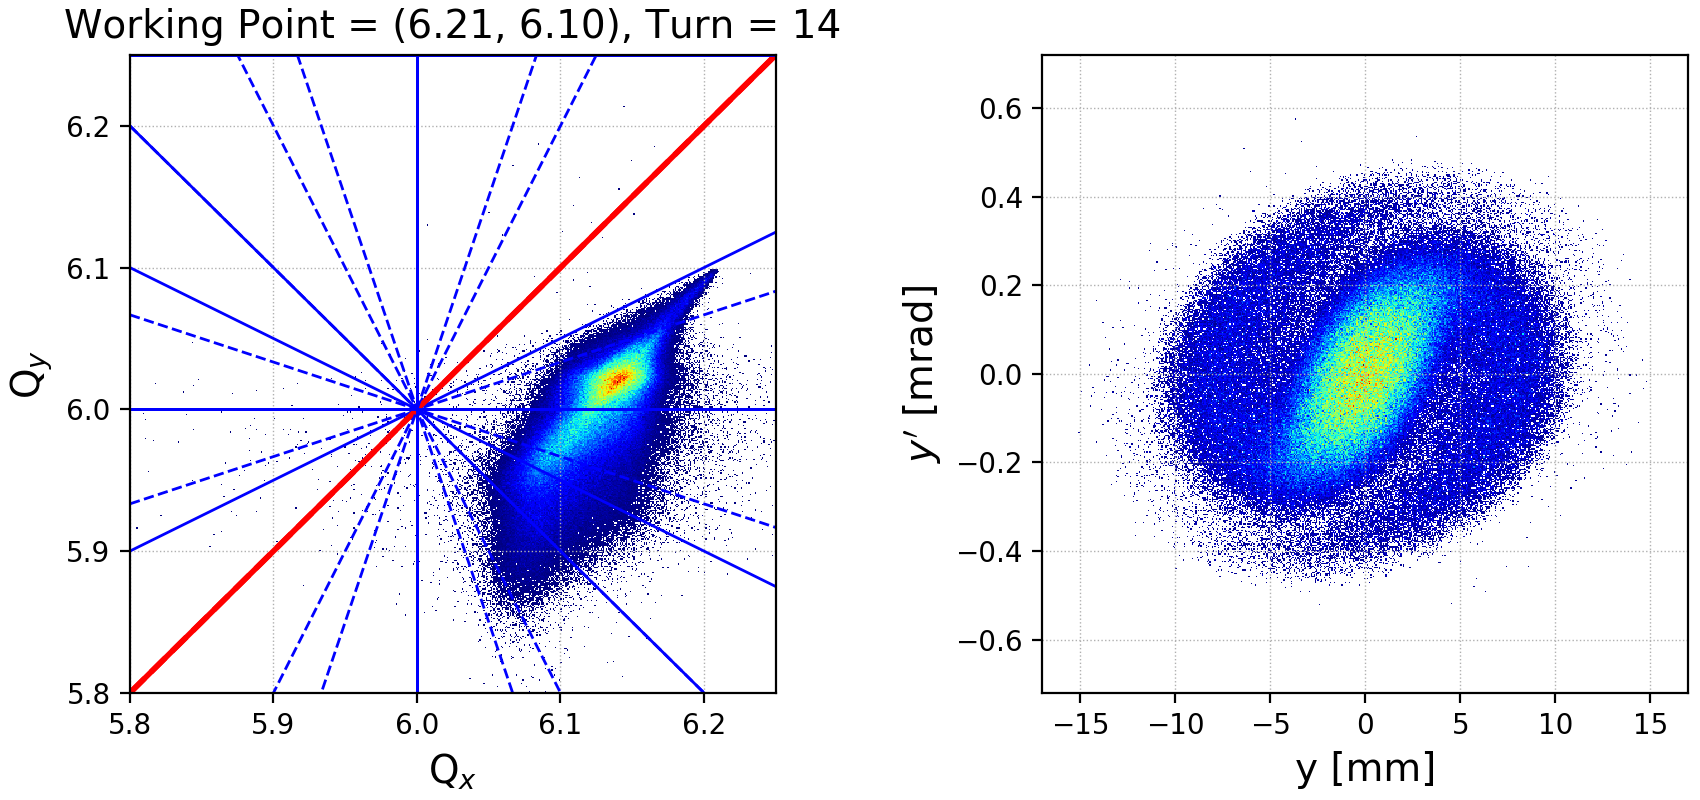 Working Point = (6.21, 6.10), Turn = 14
6.2
6.1
6.0
5.9
5.8
5.8 5.9 6.0 6.1 6.2
Qy
Qx
0.6
0.4
0.2
0.0
−0.2
−0.4
−0.6
−15 −10 −5 0 5 10 15
y′ [mrad]
y [mm]